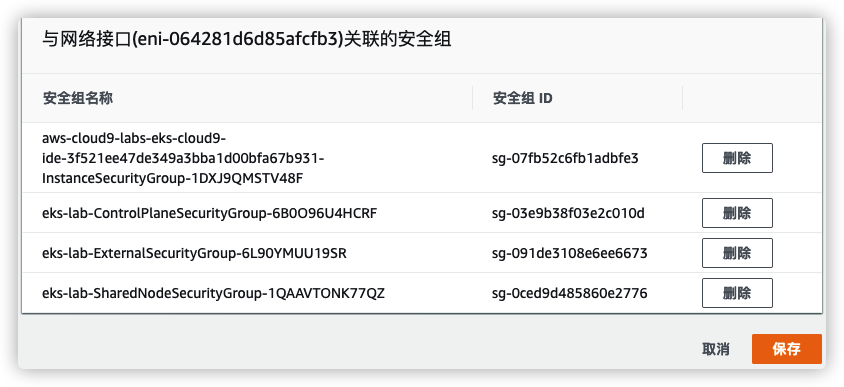 与网络接口(eni-064281d6d85afcfb3)关联的安全组
安全组名称 安全组 ID
aws-cloud9-labs-eks-cloud9-
ide-3f521ee47de349a3bba1d00bfa67b931-
InstanceSecurityGroup-1DXJ9QMSTV48F
sg-07fb52c6fb1adbfe3 删除
eks-lab-ControlPlaneSecurityGroup-6B0O96U4HCRF sg-03e9b38f03e2c010d 删除
eks-lab-ExternalSecurityGroup-6L90YMUU19SR sg-091de3108e6ee6673 删除
eks-lab-SharedNodeSecurityGroup-1QAAVTONK77QZ sg-0ced9d485860e2776 删除
取消 保存